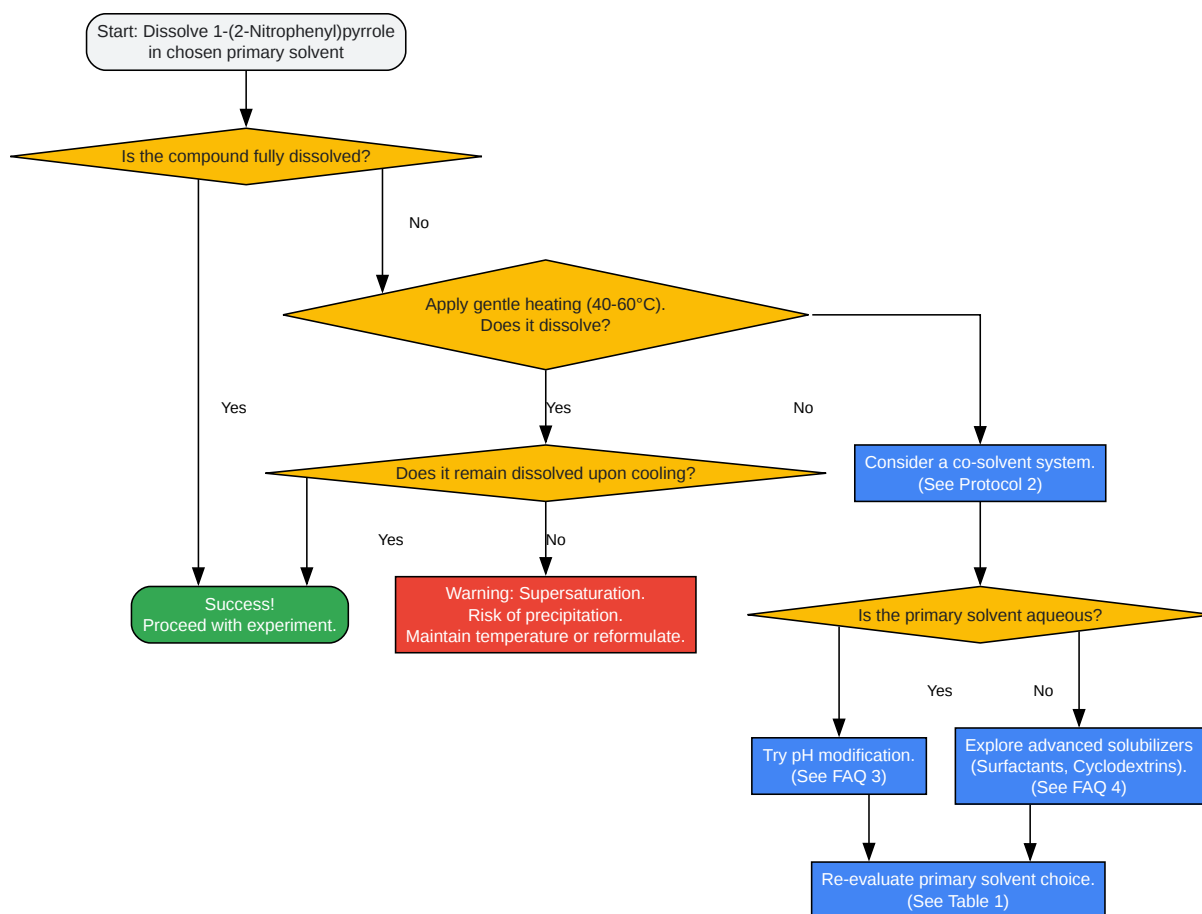 Start: Dissolve 1-(2-Nitrophenyl)pyrrole
in chosen primary solvent
Is the compound fully dissolved?
No
Apply gentle heating (40-60°C).
Does it dissolve?
Yes
Yes
No
Does it remain dissolved upon cooling?
Consider a co-solvent system.
(See Protocol 2)
Yes
No
Success!
Proceed with experiment.
Warning: Supersaturation.
Risk of precipitation.
Maintain temperature or reformulate.
Is the primary solvent aqueous?
Yes
No
Try pH modification.
(See FAQ 3)
Explore advanced solubilizers
(Surfactants, Cyclodextrins).
(See FAQ 4)
Re-evaluate primary solvent choice.
(See Table 1)